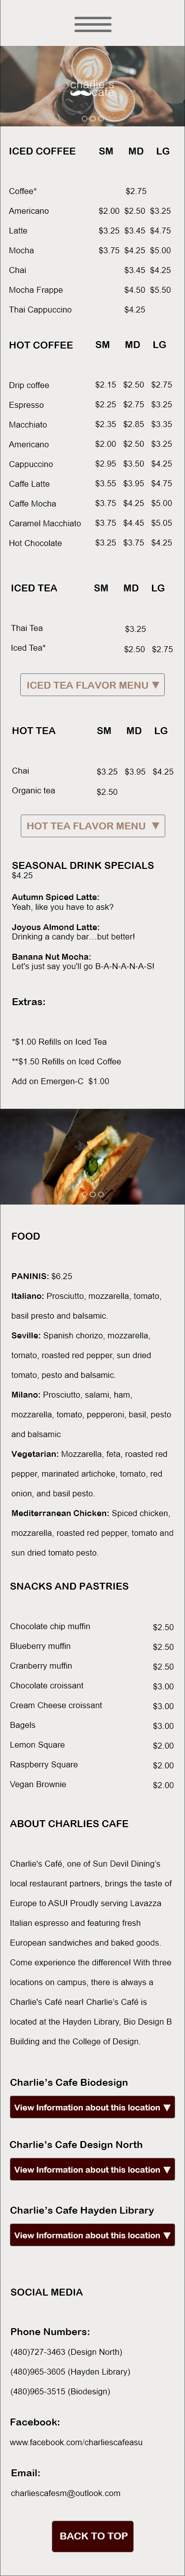 charlie's
cafe
ICED COFFEE SM MD LG
Coffee* $2.75
Americano $2.00 $2.50 $3.25
Latte $3.25 $3.45 $4.75
Mocha $3.75 $4.25 $5.00
Chai $3.45 $4.25
Mocha Frappe $4.50 $5.50
Thai Cappuccino $4.25
HOT COFFEE SM MD LG
Drip coffee $2.15 $2.50 $2.75
Espresso $2.25 $2.75 $3.25
Macchiato $2.35 $2.85 $3.35
Americano $2.00 $2.50 $3.25
Cappuccino $2.95 $3.50 $4.25
Caffe Latte $3.55 $3.95 $4.75
Caffe Mocha $3.75 $4.25 $5.00
Caramel Macchiato $3.75 $4.45 $5.05
Hot Chocolate $3.25 $3.75 $4.25
ICED TEA SM MD LG
Thai Tea $3.25
Iced Tea* $2.50 $2.75
ICED TEA FLAVOR MENU ▼
HOT TEA SM MD LG
Chai $3.25 $3.95 $4.25
Organic tea $2.50
HOT TEA FLAVOR MENU ▼
SEASONAL DRINK SPECIALS
$4.25
Autumn Spiced Latte:
Yeah, like you have to ask?
Joyous Almond Latte:
Drinking a candy bar…but better!
Banana Nut Mocha:
Let's just say you'll go B-A-N-A-N-A-S!
Extras:
*$1.00 Refills on Iced Tea
**$1.50 Refills on Iced Coffee
Add on Emergen-C $1.00
FOOD
PANINIS: $6.25
Italiano: Prosciutto, mozzarella, tomato,
basil presto and balsamic.
Seville: Spanish chorizo, mozzarella,
tomato, roasted red pepper, sun dried
tomato, pesto and balsamic.
Milano: Prosciutto, salami, ham,
mozzarella, tomato, pepperoni, basil, pesto
and balsamic
Vegetarian: Mozzarella, feta, roasted red
pepper, marinated artichoke, tomato, red
onion, and basil pesto.
Mediterranean Chicken: Spiced chicken,
mozzarella, roasted red pepper, tomato and
sun dried tomato pesto.
SNACKS AND PASTRIES
Chocolate chip muffin $2.50
Blueberry muffin $2.50
Cranberry muffin $2.50
Chocolate croissant $3.00
Cream Cheese croissant $3.00
Bagels $3.00
Lemon Square $2.00
Raspberry Square $2.00
Vegan Brownie $2.00
ABOUT CHARLIES CAFE
Charlie's Café, one of Sun Devil Dining's
local restaurant partners, brings the taste of
Europe to ASU! Proudly serving Lavazza
Italian espresso and featuring fresh
European sandwiches and baked goods.
Come experience the difference! With three
locations on campus, there is always a
Charlie's Café near! Charlie's Café is
located at the Hayden Library, Bio Design B
Building and the College of Design.
Charlie's Cafe Biodesign
View Information about this location ▼
Charlie's Cafe Design North
View Information about this location ▼
Charlie's Cafe Hayden Library
View Information about this location ▼
SOCIAL MEDIA
Phone Numbers:
(480)727-3463 (Design North)
(480)965-3605 (Hayden Library)
(480)965-3515 (Biodesign)
Facebook:
www.facebook.com/charliescafeasu
Email:
charliescafesm@outlook.com
BACK TO TOP